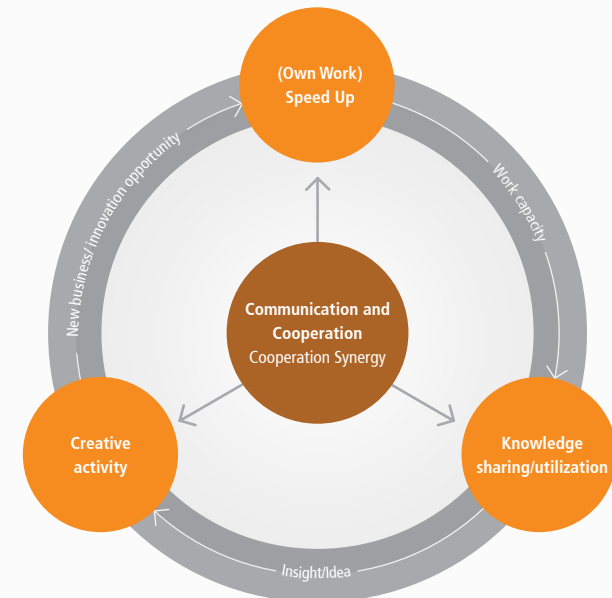 (Own Work)
Speed Up
New business/ innovation opportunity
Work capacity
Communication and
Cooperation
Cooperation Synergy
Creative
activity
Knowledge
sharing/utilization
Insight/Idea